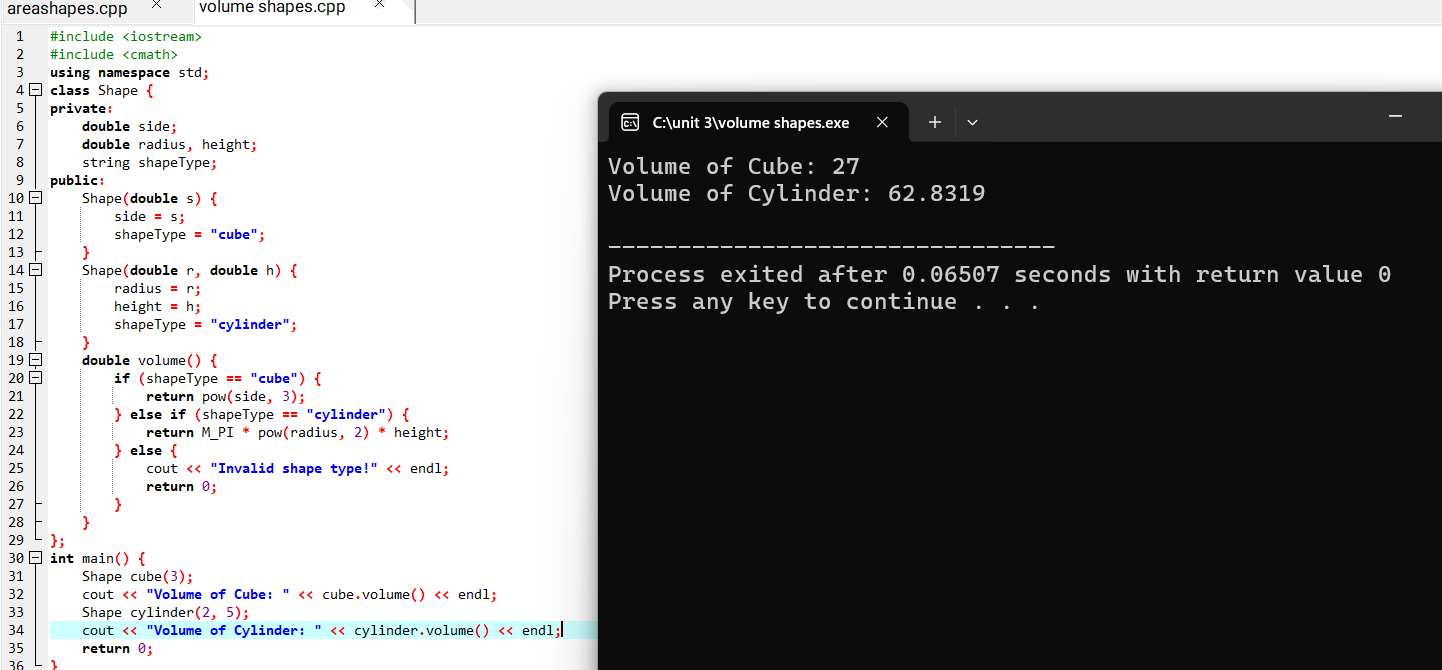 areashapes.cpp
volume shapes.cpp
1 #include <iostream>
2 #include <cmath>
3 using namespace std;
4 class Shape {
5 private:
6 double side;
7 double radius, height;
8 string shapeType;
9 public:
10 Shape(double s) {
11 side = s;
12 shapeType = "cube";
13 }
14 Shape(double r, double h) {
15 radius = r;
16 height = h;
17 shapeType = "cylinder";
18 }
19 double volume() {
20 if (shapeType == "cube") {
21 return pow(side, 3);
22 } else if (shapeType == "cylinder") {
23 return M_PI * pow(radius, 2) * height;
24 } else {
25 cout << "Invalid shape type!" << endl;
26 return 0;
27 }
28 }
29 };
30 int main() {
31 Shape cube(3);
32 cout << "Volume of Cube: " << cube.volume() << endl;
33 Shape cylinder(2, 5);
34 cout << "Volume of Cylinder: " << cylinder.volume() << endl;
35 return 0;
36 }
C:\unit 3\volume shapes.exe
Volume of Cube: 27
Volume of Cylinder: 62.8319
--------------------------------
Process exited after 0.06507 seconds with return value 0
Press any key to continue . . .